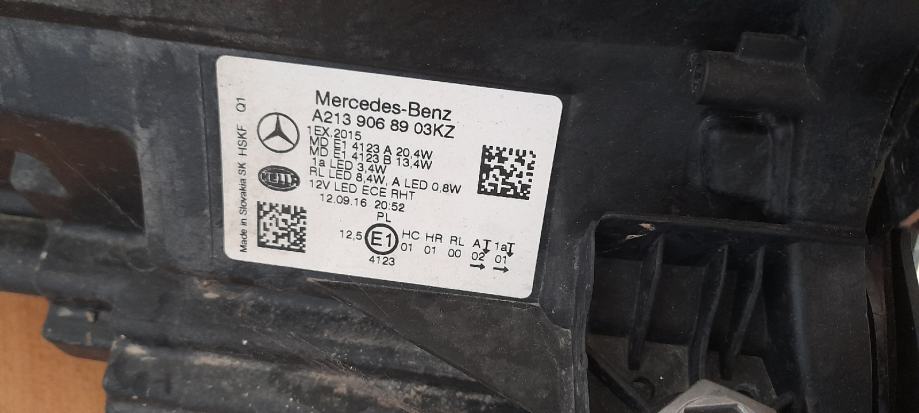 Mercedes-Benz
A213 906 89 03KZ
1EX.2015
MD E1 4123 A 20,4W
MD E1 4123 B 13,4W
1a LED 3,4W
RL LED 8,4W, A LED 0,8W
12V LED ECE RHT
12.09.16 20:52
PL
12,5 E1 HC HR RL A 1a
01 01 00 02 01
4123
HELLA
Made in Slovakia SK HSKF Q1